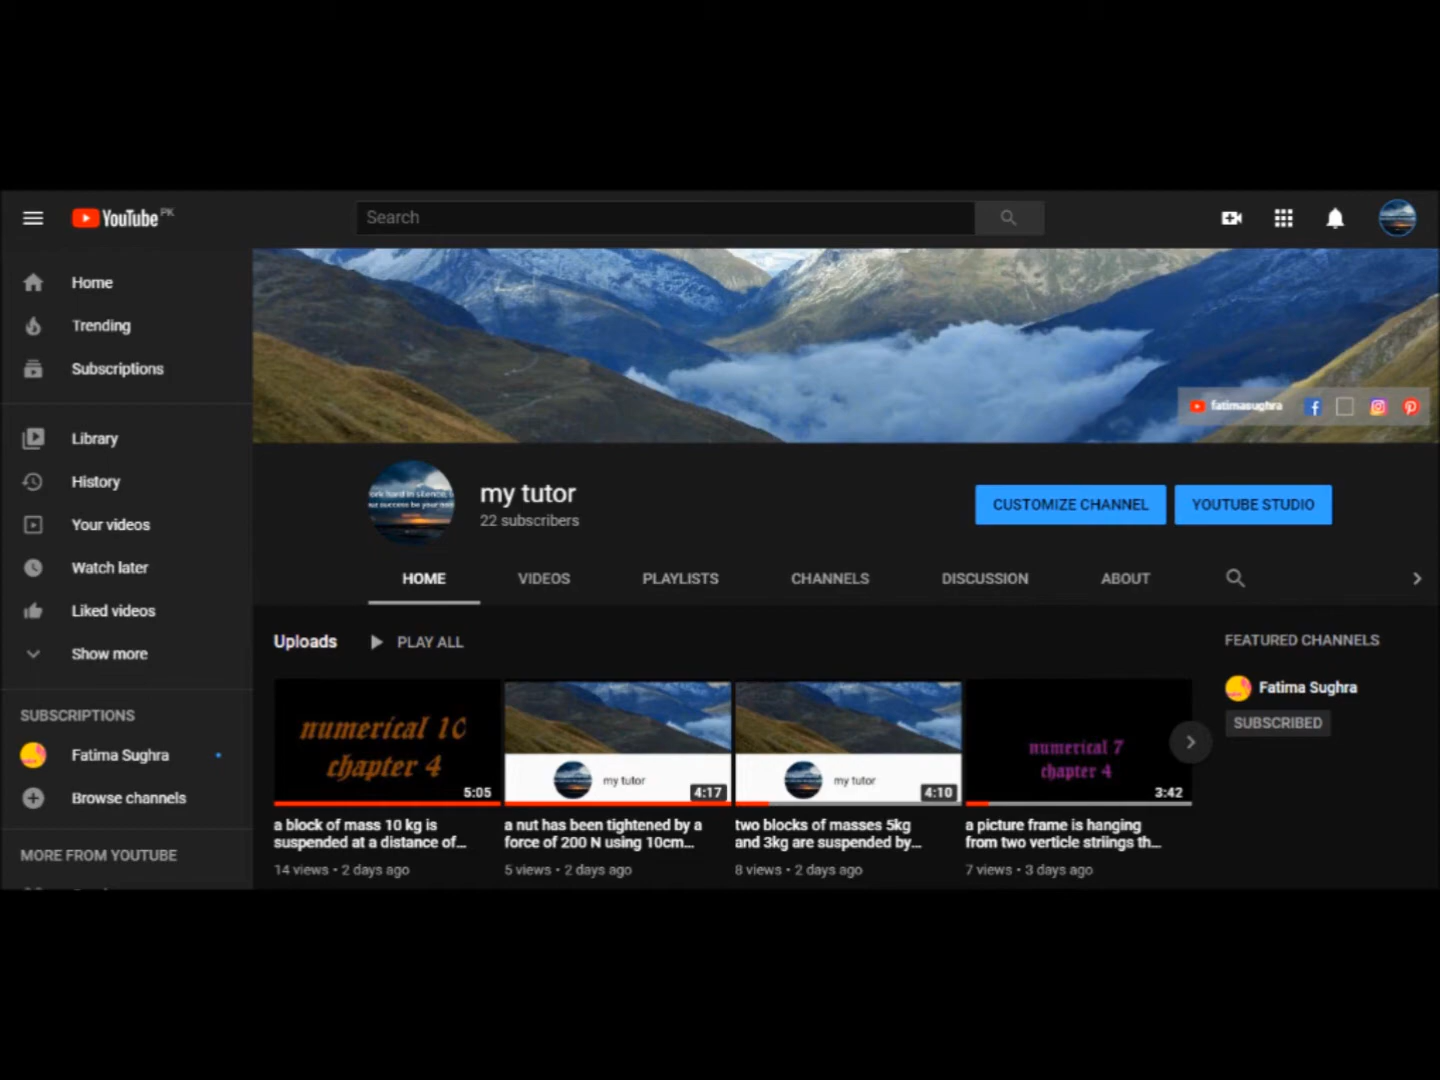 YouTube PK
Search
Home
Trending
Subscriptions
Library
History
Your videos
Watch later
Liked videos
Show more
SUBSCRIPTIONS
Fatima Sughra
Browse channels
MORE FROM YOUTUBE
fatimasughra
my tutor
22 subscribers
CUSTOMIZE CHANNEL
YOUTUBE STUDIO
HOME
VIDEOS
PLAYLISTS
CHANNELS
DISCUSSION
ABOUT
Uploads
PLAY ALL
numerical 10
chapter 4
5:05
a block of mass 10 kg is
suspended at a distance of...
14 views • 2 days ago
my tutor
4:17
a nut has been tightened by a
force of 200 N using 10cm...
5 views • 2 days ago
my tutor
4:10
two blocks of masses 5kg
and 3kg are suspended by...
8 views • 2 days ago
numerical 7
chapter 4
3:42
a picture frame is hanging
from two verticle striings th...
7 views • 3 days ago
FEATURED CHANNELS
Fatima Sughra
SUBSCRIBED